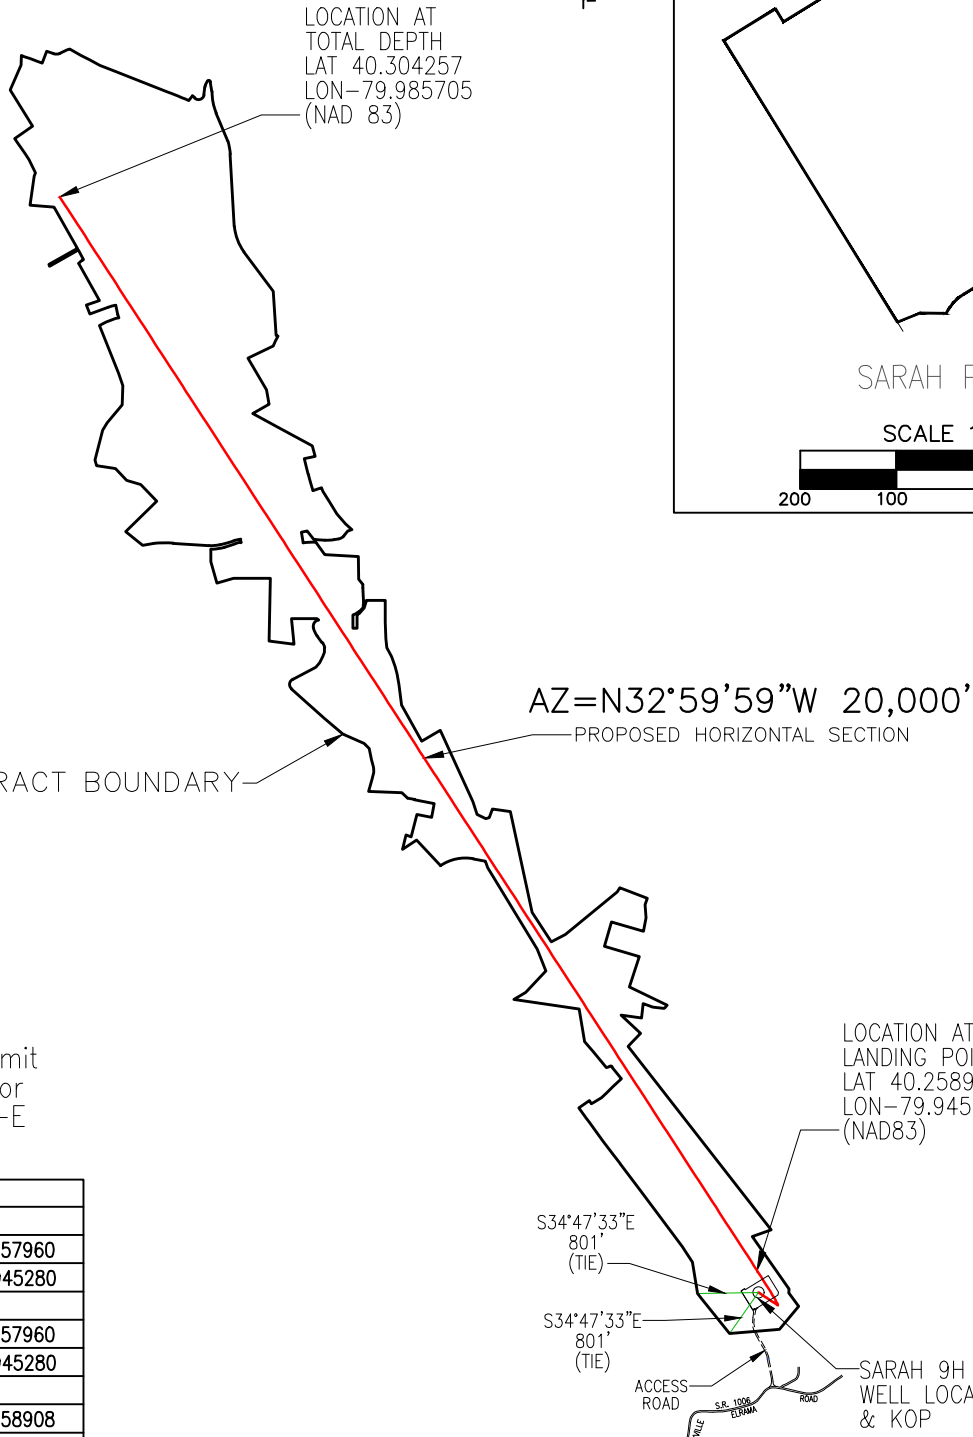 LOCATION AT
TOTAL DEPTH
LAT 40.304257
LON-79.985705
(NAD 83)
SARAH
SCALE
200 100
AZ=N32°59'59"W 20,000'
PROPOSED HORIZONTAL SECTION
RACT BOUNDARY
mit
or
-E
57960
45280
57960
45280
58908
LOCATION AT
LANDING POI
LAT 40.2589
LON-79.945
(NAD83)
S34°47'33"E
801'
(TIE)
S34°47'33"E
801'
(TIE)
ACCESS
ROAD
S.R. 1006
ELRAMA
ROAD
VILLE
SARAH 9H
WELL LOCA
& KOP